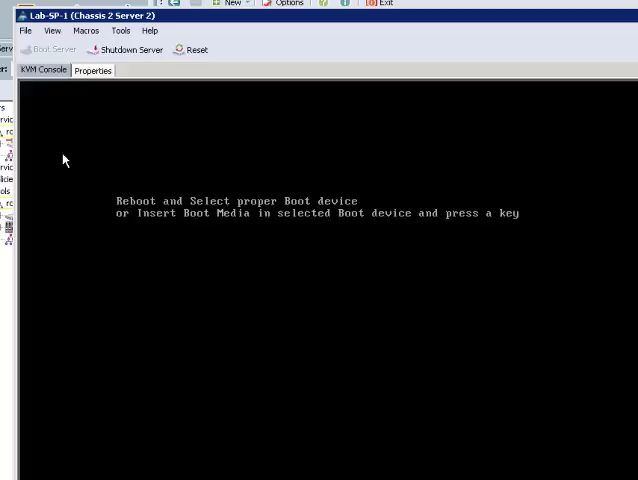 New Options Exit
Lab-SP-1 (Chassis 2 Server 2)
File View Macros Tools Help
Boot Server Shutdown Server Reset
KVM Console Properties
Reboot and Select proper Boot device
or Insert Boot Media in selected Boot device and press a key